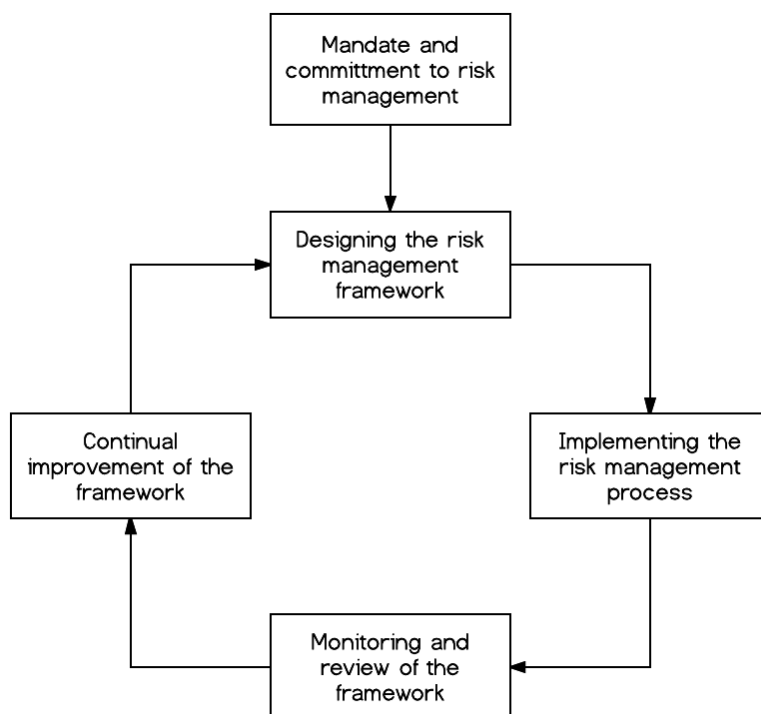 Mandate and
committment to risk
management
Designing the risk
management
framework
Continual
improvement of the
framework
Implementing the
risk management
process
Monitoring and
review of the
framework